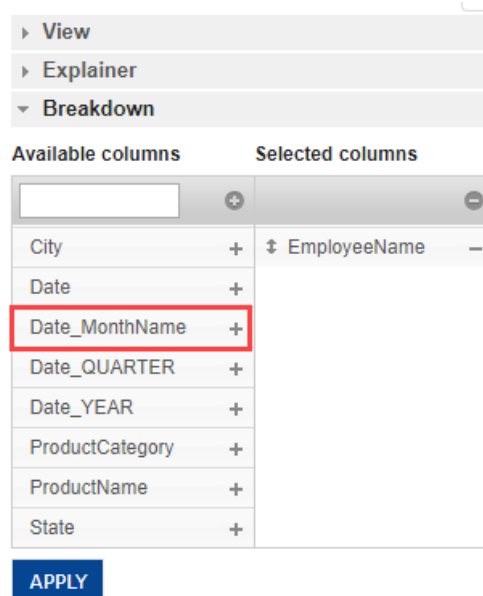 View
Explainer
Breakdown
Available columns Selected columns
City EmployeeName
Date
Date_MonthName
Date_QUARTER
Date_YEAR
ProductCategory
ProductName
State
APPLY